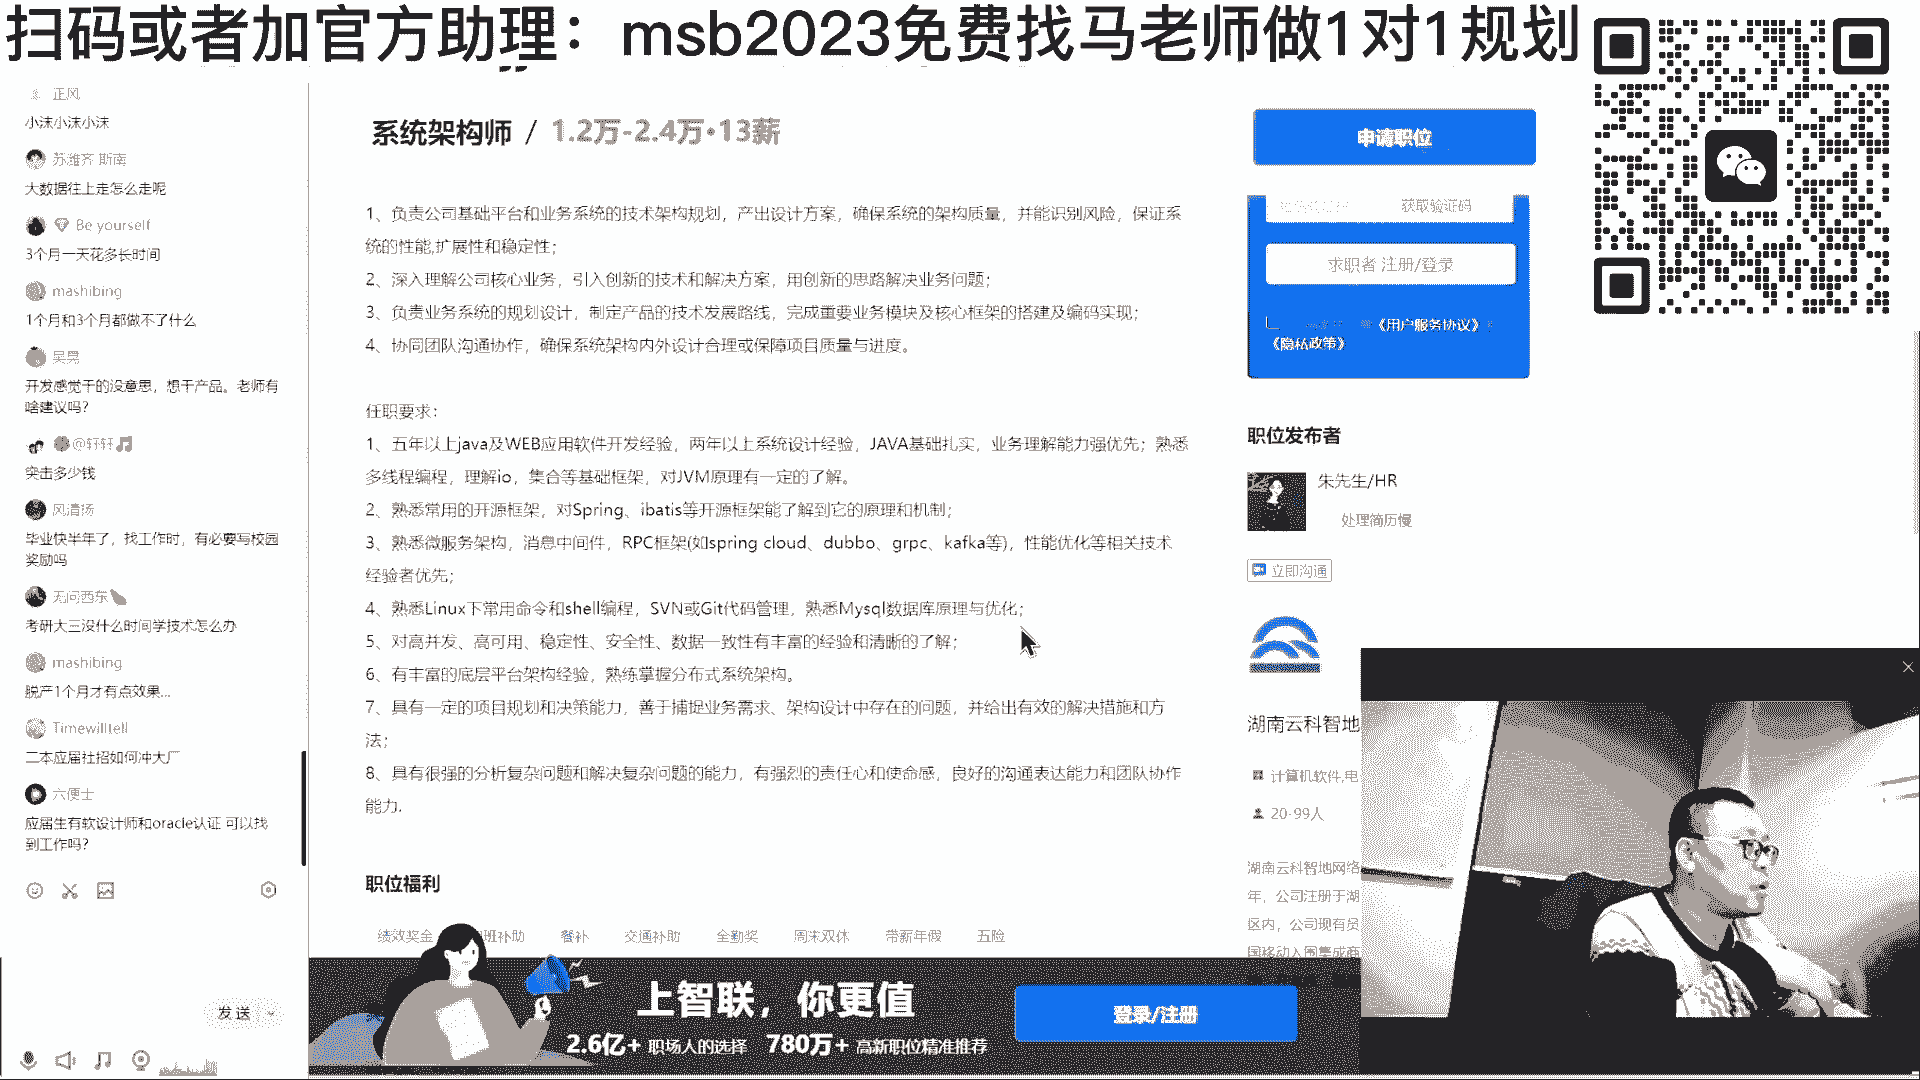 扫码或者加官方助理：msb2023免费找马老师做1对1规划
正风
小沫小沫小沫
苏潍齐 斯南
大数据往上走怎么走呢
Be yourself
3个月一天花多长时间
mashibing
1个月和3个月都做不了什么
吴昊
开发感觉干的没意思，想干产品。老师有
啥建议吗？
@轩轩
突击多少钱
风清扬
毕业快半年了，找工作时，有必要写校园
奖励吗
无问西东
考研大三没什么时间学技术怎么办
mashibing
脱产1个月才有点效果...
Timewilltell
二本应届社招如何冲大厂
六便士
应届生有软设计师和oracle认证 可以找
到工作吗？
发送
系统架构师 / 1.2万-2.4万·13薪
1、负责公司基础平台和业务系统的技术架构规划，产出设计方案，确保系统的架构质量，并能识别风险，保证系
统的性能,扩展性和稳定性；
2、深入理解公司核心业务，引入创新的技术和解决方案，用创新的思路解决业务问题；
3、负责业务系统的规划设计，制定产品的技术发展路线，完成重要业务模块及核心框架的搭建及编码实现；
4、协同团队沟通协作，确保系统架构内外设计合理或保障项目质量与进度。
任职要求：
1、五年以上java及WEB应用软件开发经验，两年以上系统设计经验，JAVA基础扎实，业务理解能力强优先；熟悉
多线程编程，理解io，集合等基础框架，对JVM原理有一定的了解。
2、熟悉常用的开源框架，对Spring、ibatis等开源框架能了解到它的原理和机制；
3、熟悉微服务架构，消息中间件，RPC框架(如spring cloud、dubbo、grpc、kafka等)，性能优化等相关技术
经验者优先；
4、熟悉Linux下常用命令和shell编程，SVN或Git代码管理，熟悉Mysql数据库原理与优化；
5、对高并发、高可用、稳定性、安全性、数据一致性有丰富的经验和清晰的了解；
6、有丰富的底层平台架构经验，熟练掌握分布式系统架构。
7、具有一定的项目规划和决策能力，善于捕捉业务需求、架构设计中存在的问题，并给出有效的解决措施和方
法；
8、具有很强的分析复杂问题和解决复杂问题的能力，有强烈的责任心和使命感，良好的沟通表达能力和团队协作
能力.
职位福利
绩效奖金 班补助 餐补 交通补助 全勤奖 周末双休 带薪年假 五险
上智联，你更值
2.6亿+ 职场人的选择 780万+ 高新职位精准推荐
登录/注册
申请职位
获取验证码
求职者 注册/登录
《用户服务协议》
《隐私政策》
职位发布者
朱先生/HR
处理简历慢
立即沟通
湖南云科智地
计算机软件,电
20-99人
湖南云科智地网络
年，公司注册于湖
区内，公司现有员
国移动入围集成商